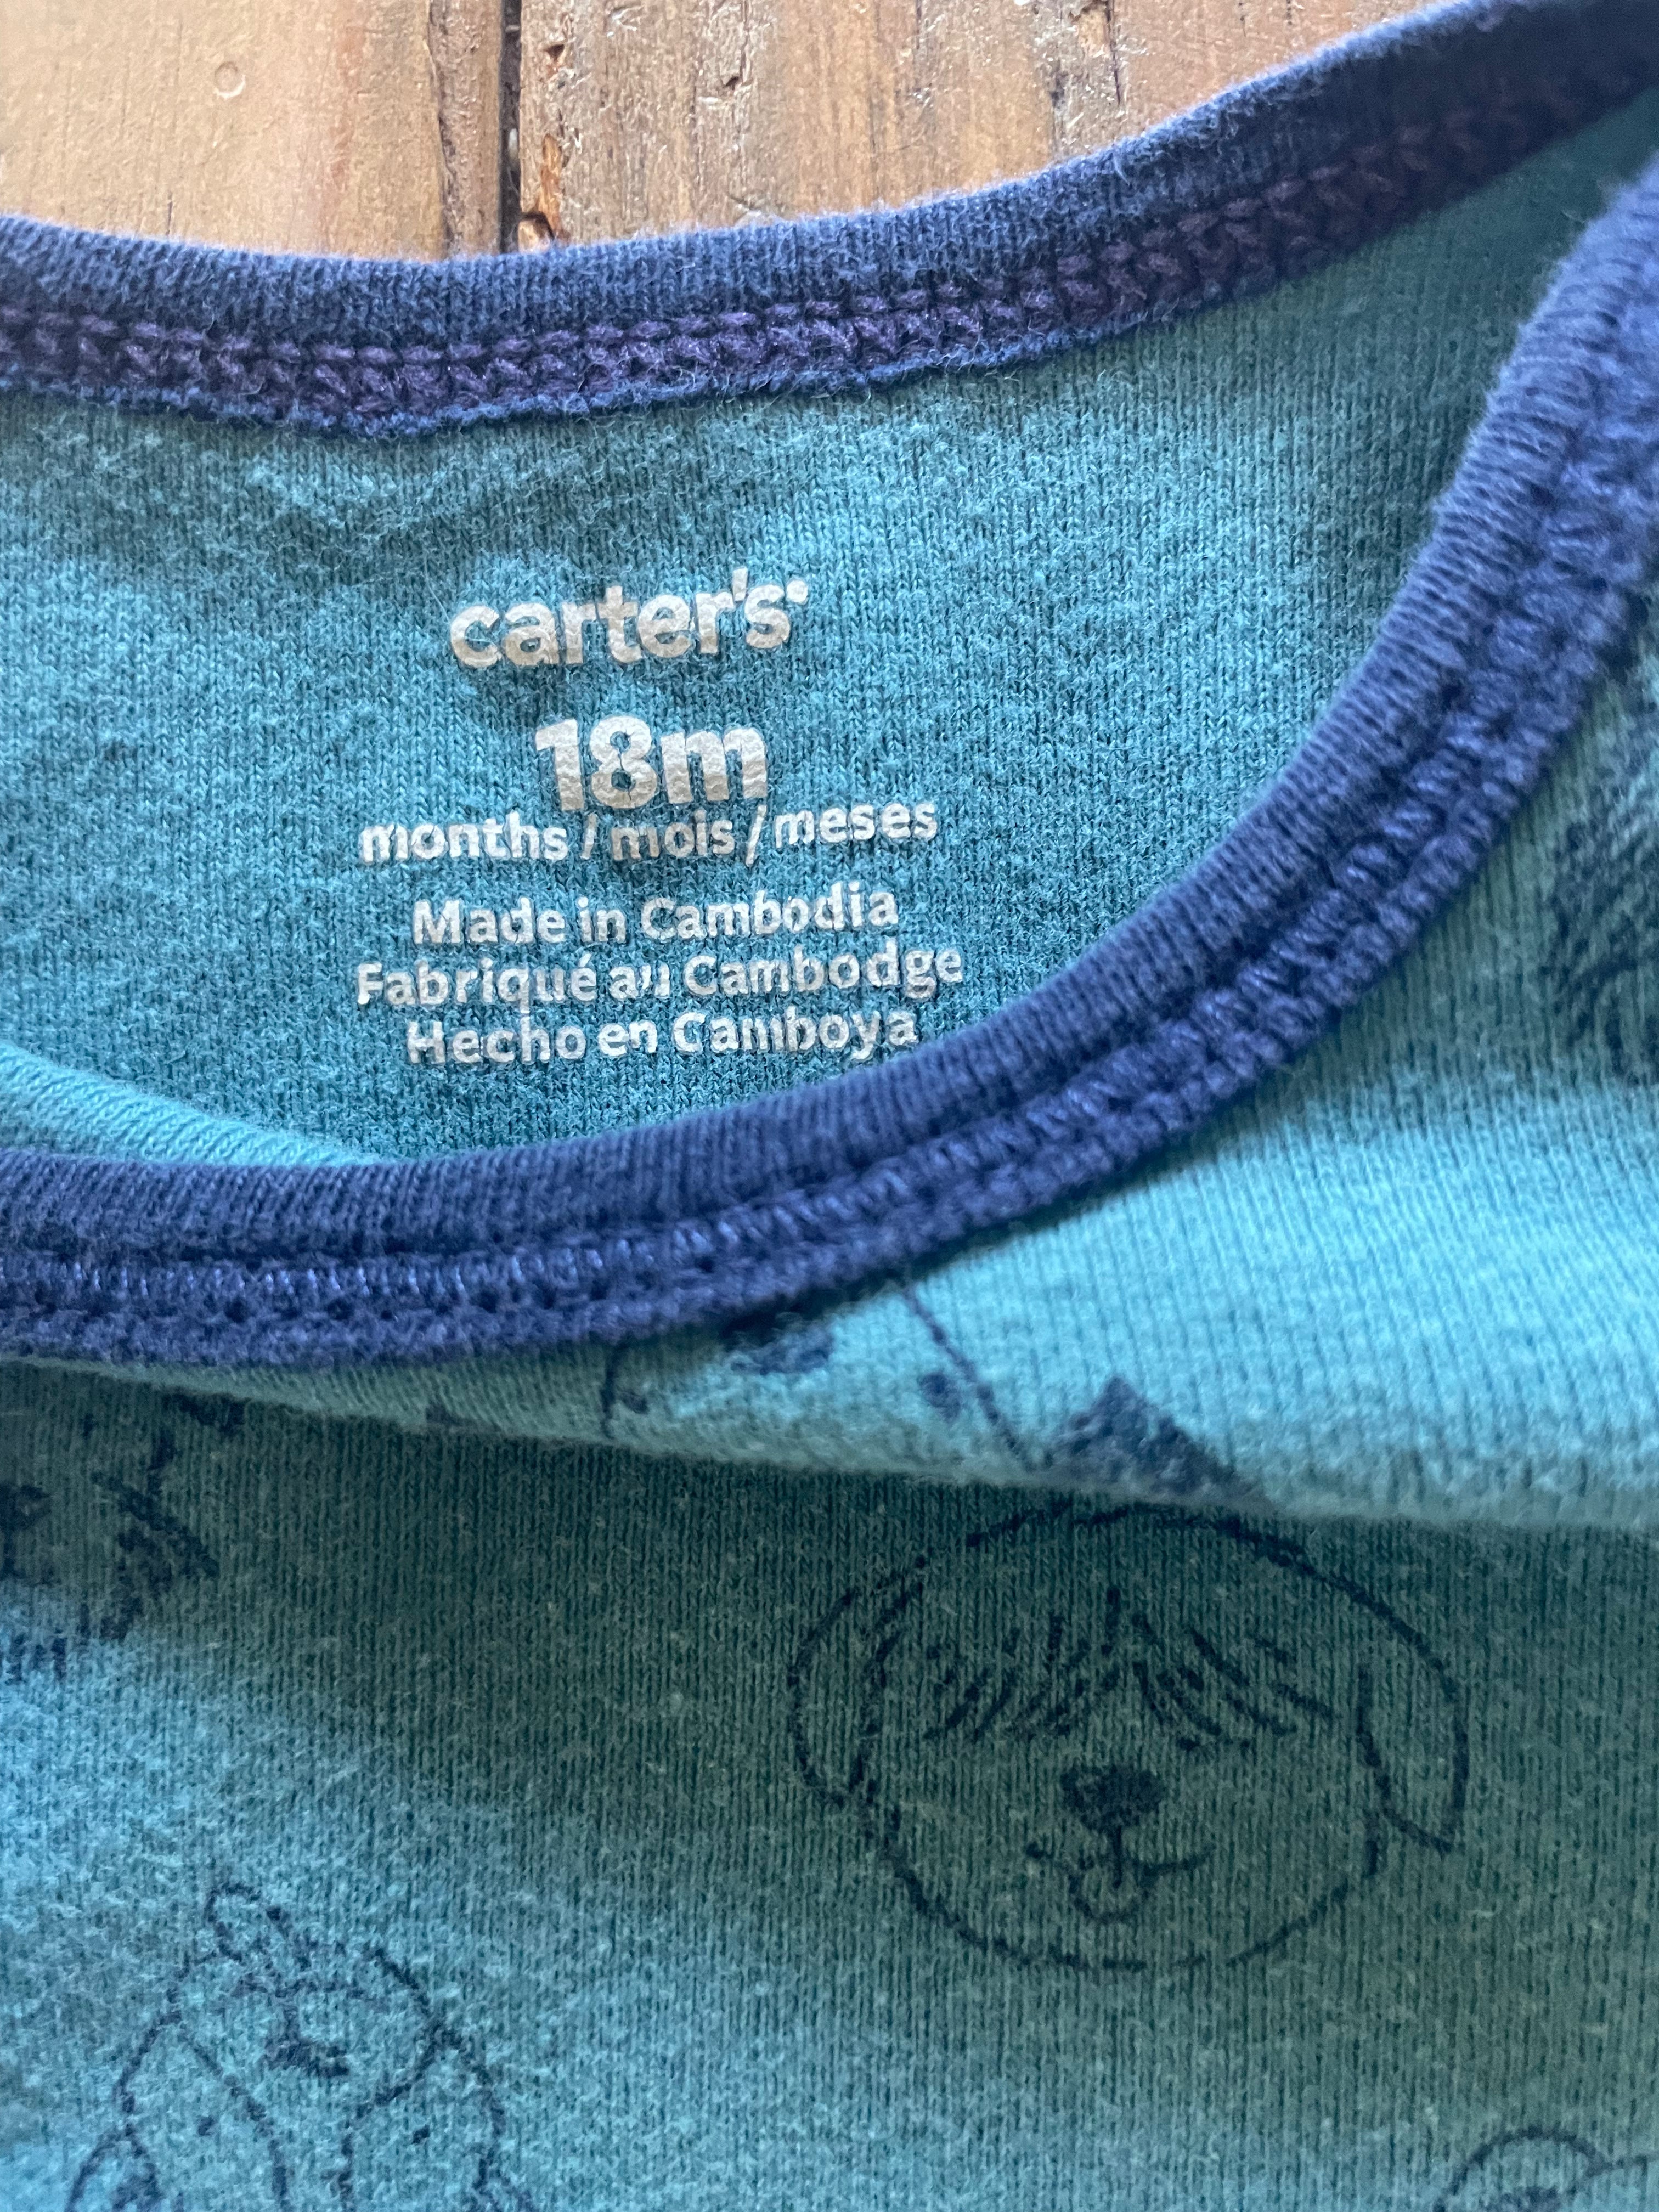 carter's
18m
months / mois / meses
Made in Cambodia
Fabriqué au Cambodge
Hecho en Camboya